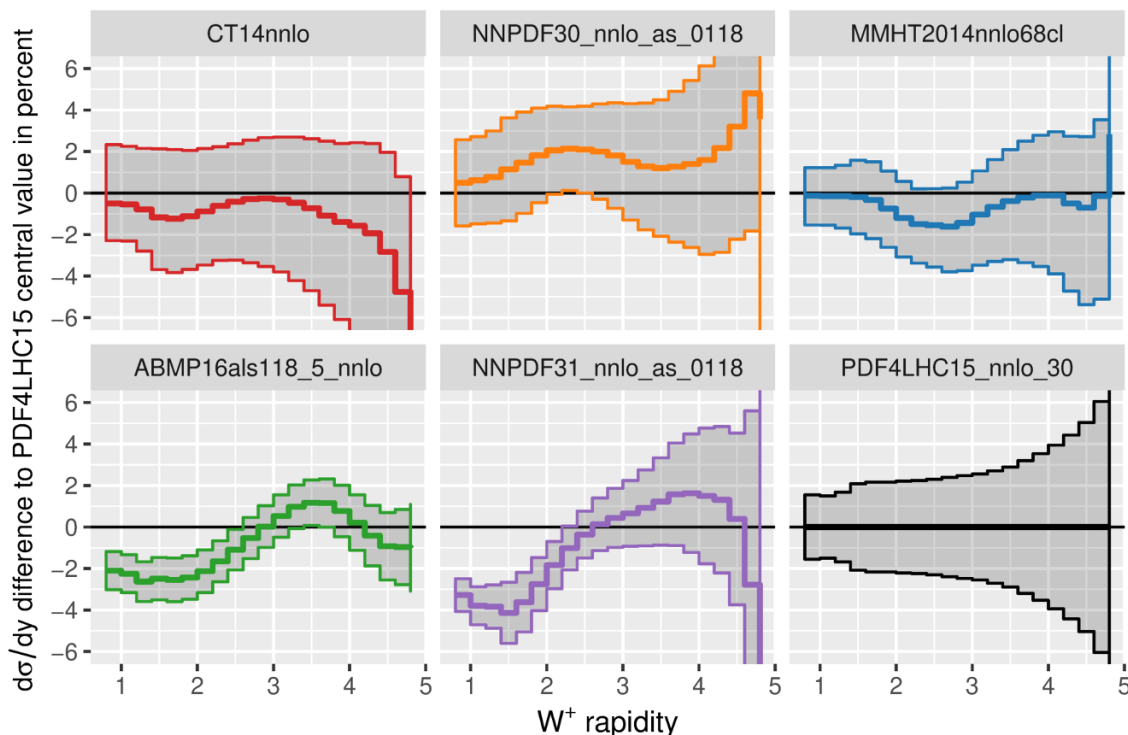 CT14nnlo
NNPDF30_nnlo_as_0118
MMHT2014nnlo68cl
6
4
2
0
-2
-4
-6
ABMP16als118_5_nnlo
NNPDF31_nnlo_as_0118
PDF4LHC15_nnlo_30
6
4
2
0
-2
-4
-6
1 2 3 4 5
1 2 3 4 5
1 2 3 4 5
W⁺ rapidity
dσ/dy difference to PDF4LHC15 central value in percent